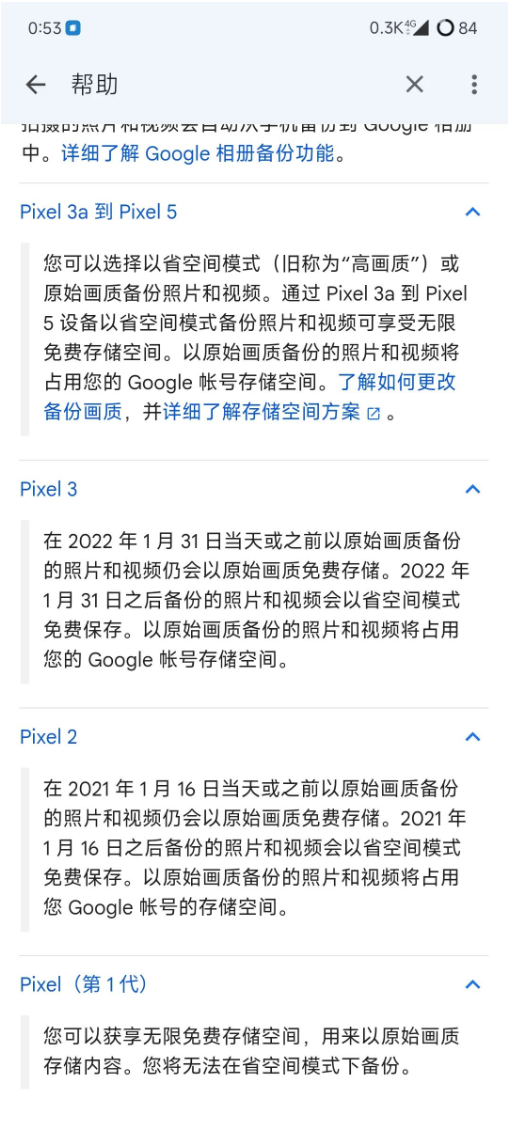 0:53
0.3K 4G 84
帮助
拍摄的照片和视频会自动从手机备份到 Google 相册
中。详细了解 Google 相册备份功能。
Pixel 3a 到 Pixel 5
您可以选择以省空间模式（旧称为“高画质”）或
原始画质备份照片和视频。通过 Pixel 3a 到 Pixel
5 设备以省空间模式备份照片和视频可享受无限
免费存储空间。以原始画质备份的照片和视频将
占用您的 Google 帐号存储空间。了解如何更改
备份画质，并详细了解存储空间方案。
Pixel 3
在 2022 年 1 月 31 日当天或之前以原始画质备份
的照片和视频仍会以原始画质免费存储。2022 年
1 月 31 日之后备份的照片和视频会以省空间模式
免费保存。以原始画质备份的照片和视频将占用
您的 Google 帐号存储空间。
Pixel 2
在 2021 年 1 月 16 日当天或之前以原始画质备份
的照片和视频仍会以原始画质免费存储。2021 年
1 月 16 日之后备份的照片和视频会以省空间模式
免费保存。以原始画质备份的照片和视频将占用
您 Google 帐号的存储空间。
Pixel（第 1 代）
您可以获享无限免费存储空间，用来以原始画质
存储内容。您将无法在省空间模式下备份。